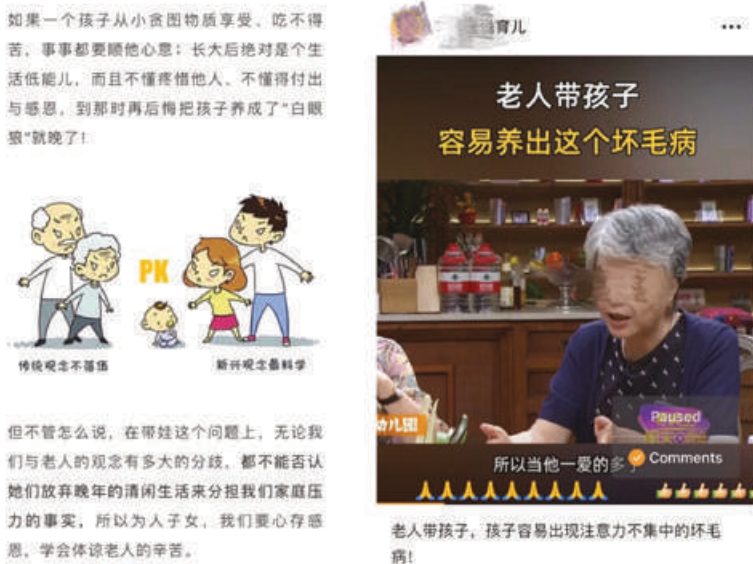 如果一个孩子从小贪图物质享受、吃不得
苦，事事都要顺他心意；长大后绝对是个生
活低能儿，而且不懂疼惜他人、不懂得付出
与感恩，到那时再后悔把孩子养成了“白眼
狼”就晚了！
PK
传统观念不落伍
新兴观念最科学
但不管怎么说，在带娃这个问题上，无论我
们与老人的观念有多大的分歧，都不能否认
她们放弃晚年的清闲生活来分担我们家庭压
力的事实，所以为人子女，我们要心存感
恩，学会体谅老人的辛苦。
育儿
老人带孩子
容易养出这个坏毛病
幼儿园
Paused
Comments
所以当他一爱的多
老人带孩子，孩子容易出现注意力不集中的坏毛
病！